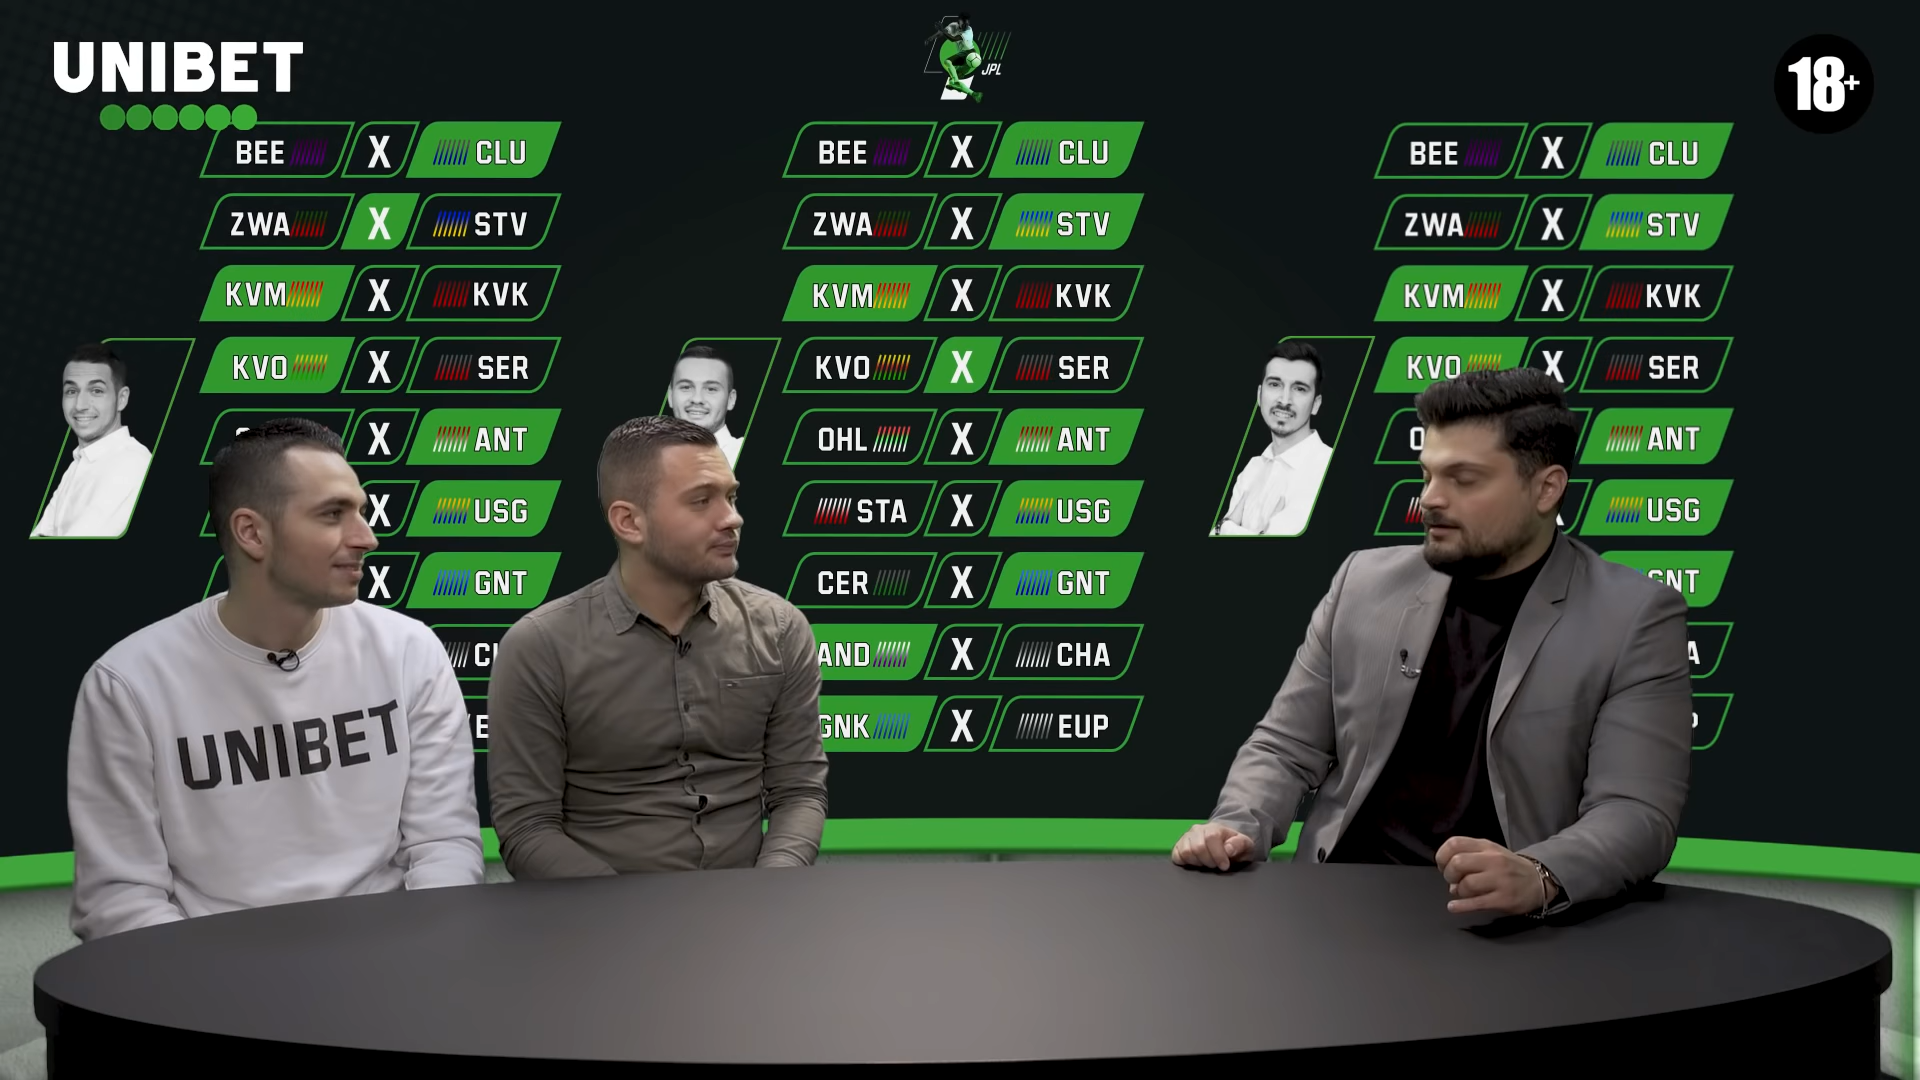 UNIBET
JPL
18+
BEE X CLU
ZWA X STV
KVM X KVK
KVO X SER
X ANT
X USG
X GNT
BEE X CLU
ZWA X STV
KVM X KVK
KVO X SER
OHL X ANT
STA X USG
CER X GNT
AND X CHA
GNK X EUP
BEE X CLU
ZWA X STV
KVM X KVK
KVO X SER
ANT
USG
GNT
UNIBET